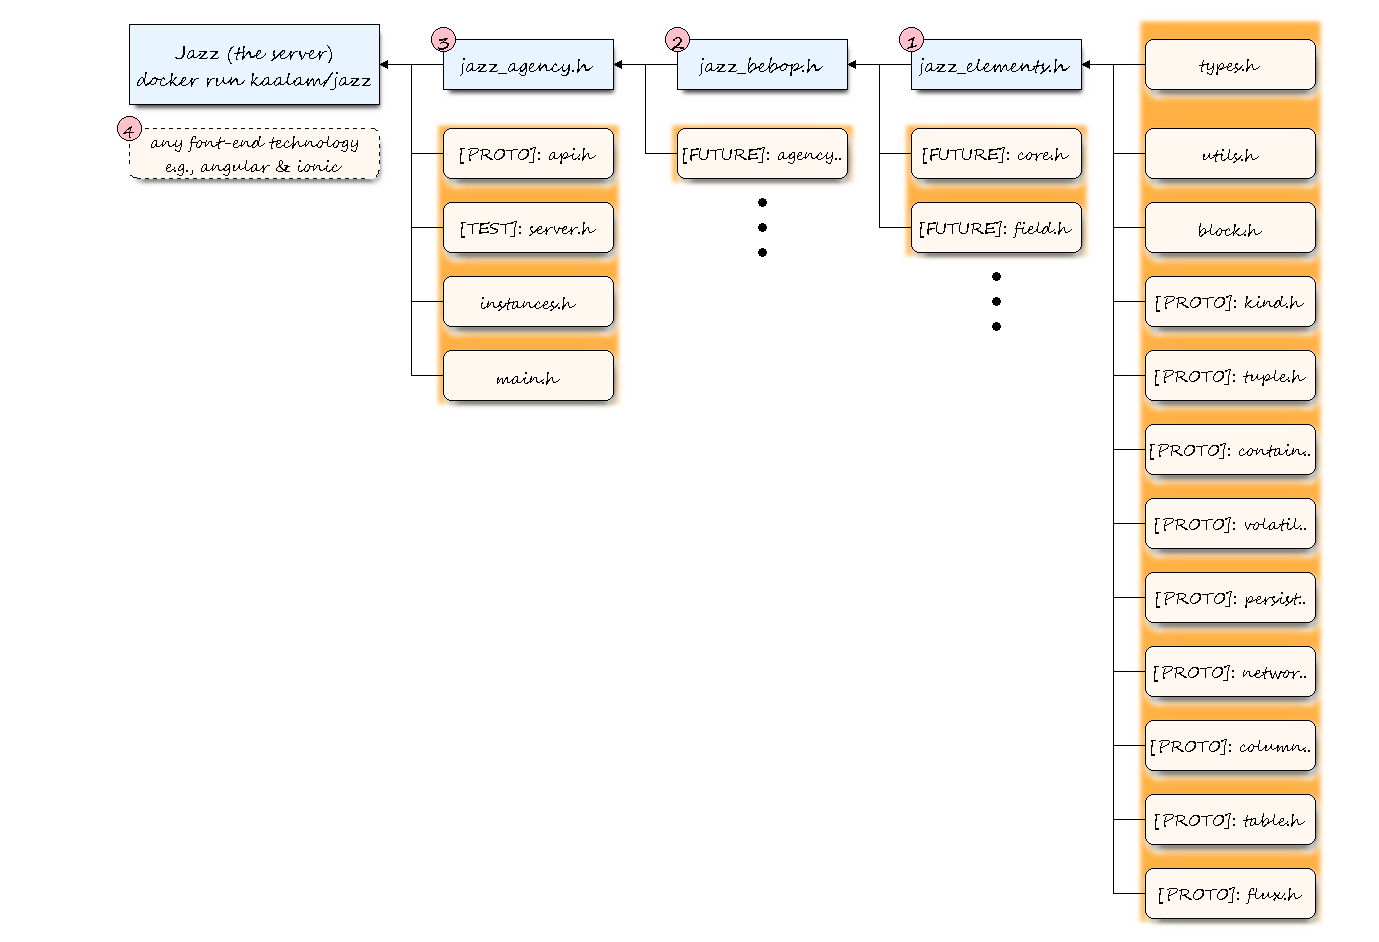 Jazz (the server)
docker run kaalam/jazz
4
any font-end technology
e.g., angular & ionic
3
jazz_agency.h
[PROTO]: api.h
[TEST]: server.h
instances.h
main.h
2
jazz_bebop.h
[FUTURE]: agency..
1
jazz_elements.h
[FUTURE]: core.h
[FUTURE]: field.h
types.h
utils.h
block.h
[PROTO]: kind.h
[PROTO]: tuple.h
[PROTO]: contain..
[PROTO]: volatil..
[PROTO]: persist..
[PROTO]: networ..
[PROTO]: column..
[PROTO]: table.h
[PROTO]: flux.h